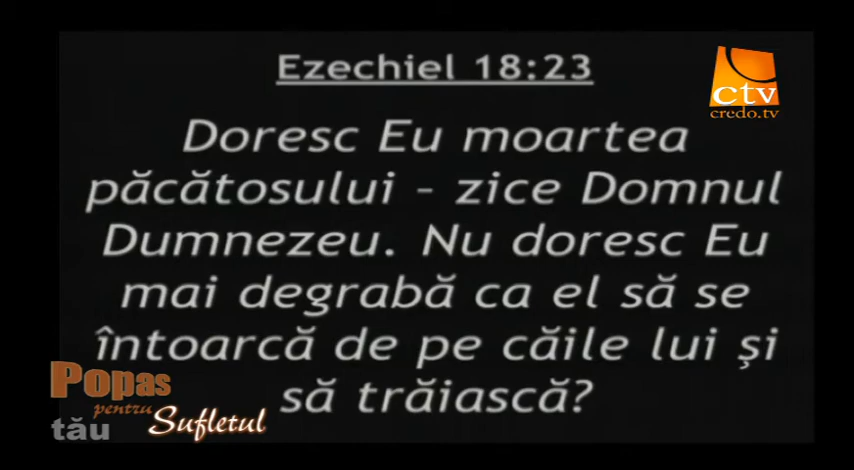 Ezechiel 18:23
ctv
credo.tv
Doresc Eu moartea
păcătosului – zice Domnul
Dumnezeu. Nu doresc Eu
mai degrabă ca el să se
întoarcă de pe căile lui şi
să trăiască?
Popas
pentru
Sufletul
tău